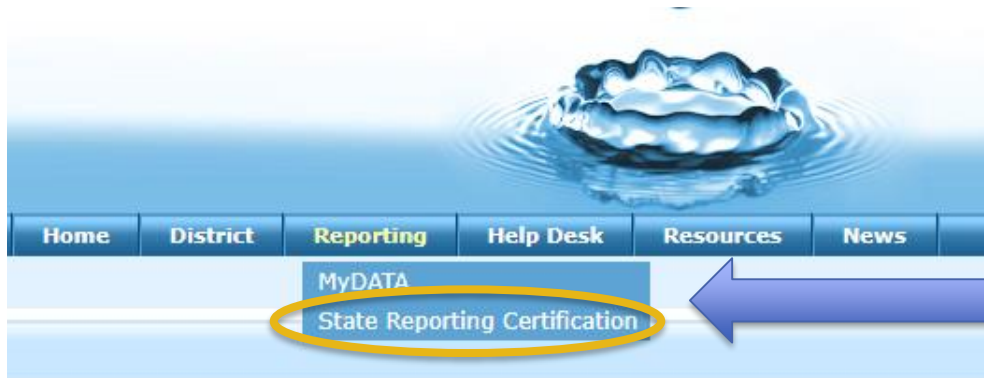 Home District Reporting Help Desk Resources News
MyDATA
State Reporting Certification